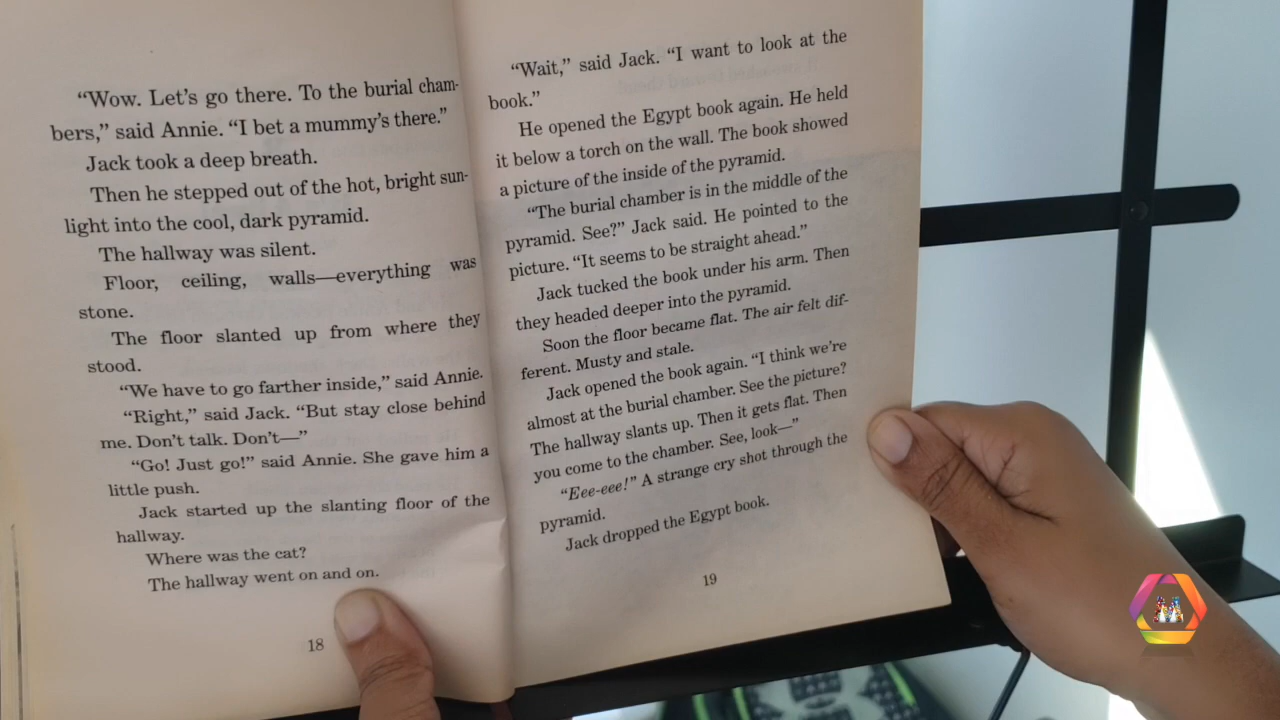 “Wow. Let’s go there. To the burial cham-
bers,” said Annie. “I bet a mummy’s there.”
Jack took a deep breath.
Then he stepped out of the hot, bright sun-
light into the cool, dark pyramid.
The hallway was silent.
Floor, ceiling, walls—everything was
stone.
The floor slanted up from where they
stood.
“We have to go farther inside,” said Annie.
“Right,” said Jack. “But stay close behind
me. Don’t talk. Don’t—”
“Go! Just go!” said Annie. She gave him a
little push.
Jack started up the slanting floor of the
hallway.
Where was the cat?
The hallway went on and on.
18
“Wait,” said Jack. “I want to look at the
book.”
He opened the Egypt book again. He held
it below a torch on the wall. The book showed
a picture of the inside of the pyramid.
“The burial chamber is in the middle of the
pyramid. See?” Jack said. He pointed to the
picture. “It seems to be straight ahead.”
Jack tucked the book under his arm. Then
they headed deeper into the pyramid.
Soon the floor became flat. The air felt dif-
ferent. Musty and stale.
Jack opened the book again. “I think we’re
almost at the burial chamber. See the picture?
The hallway slants up. Then it gets flat. Then
you come to the chamber. See, look—”
“Eee-eee!” A strange cry shot through the
pyramid.
Jack dropped the Egypt book.
19
M